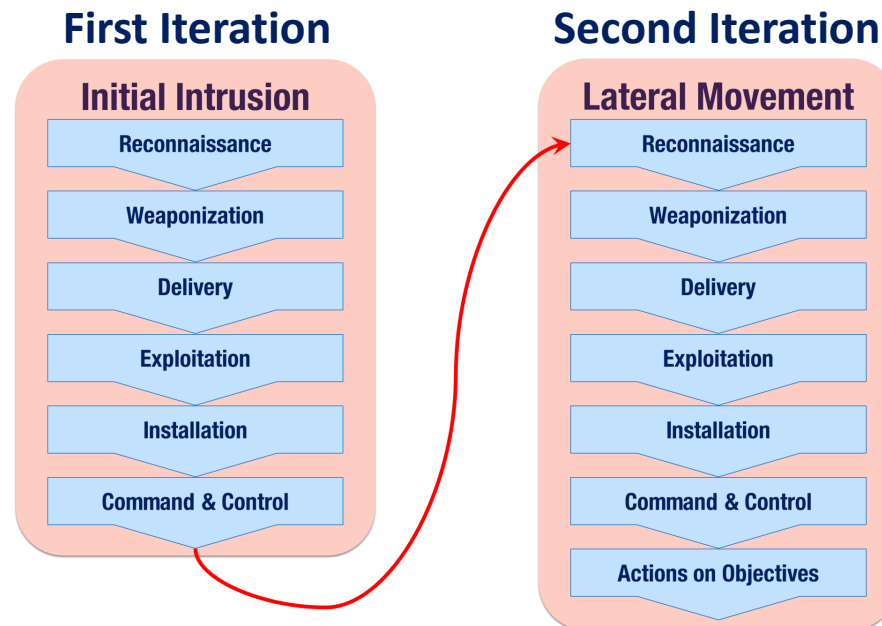 First Iteration
Initial Intrusion
Reconnaissance
Weaponization
Delivery
Exploitation
Installation
Command & Control
Second Iteration
Lateral Movement
Reconnaissance
Weaponization
Delivery
Exploitation
Installation
Command & Control
Actions on Objectives